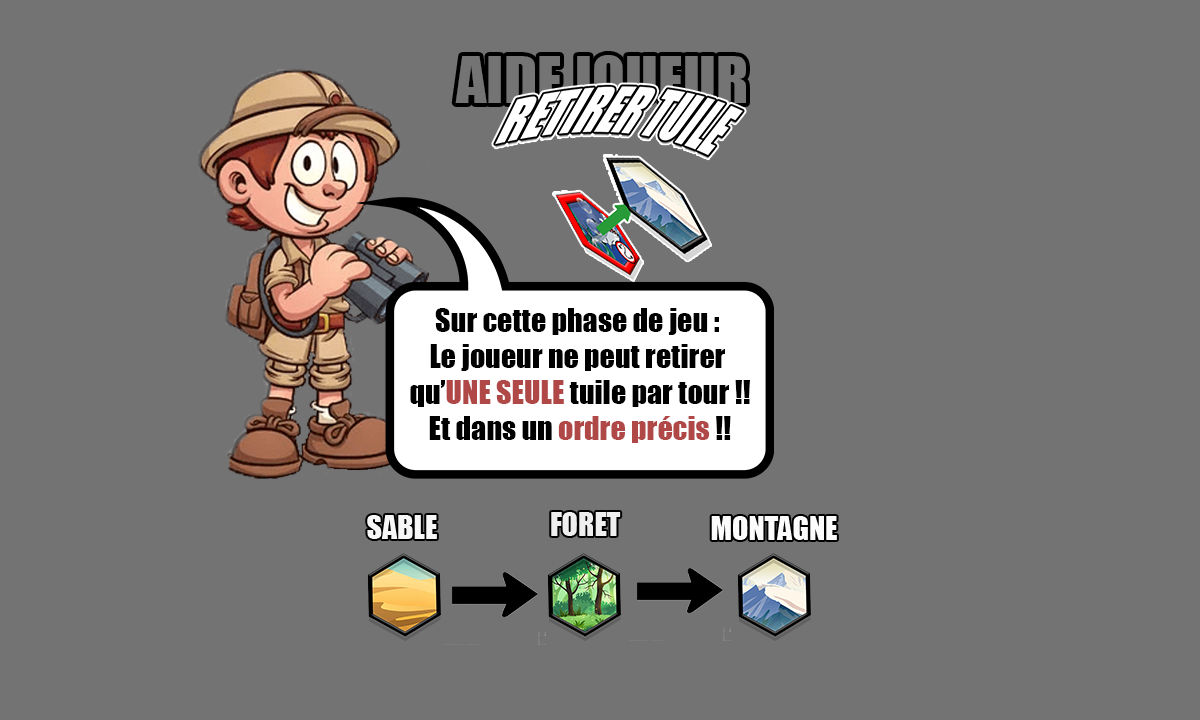 AIDE JOUEUR
RETIRER TUILE
Sur cette phase de jeu :
Le joueur ne peut retirer
qu’UNE SEULE tuile par tour !!
Et dans un ordre précis !!
SABLE
FORET
MONTAGNE